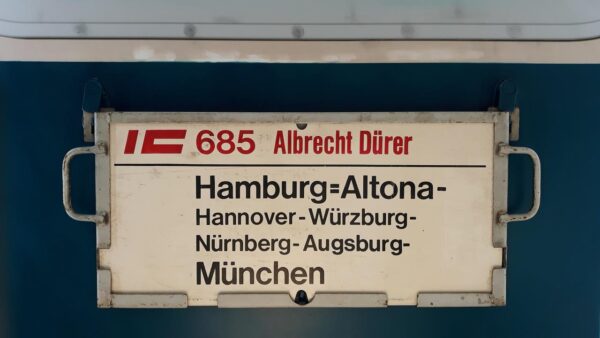 IC 685 Albrecht Dürer
Hamburg=Altona-
Hannover-Würzburg-
Nürnberg-Augsburg-
München